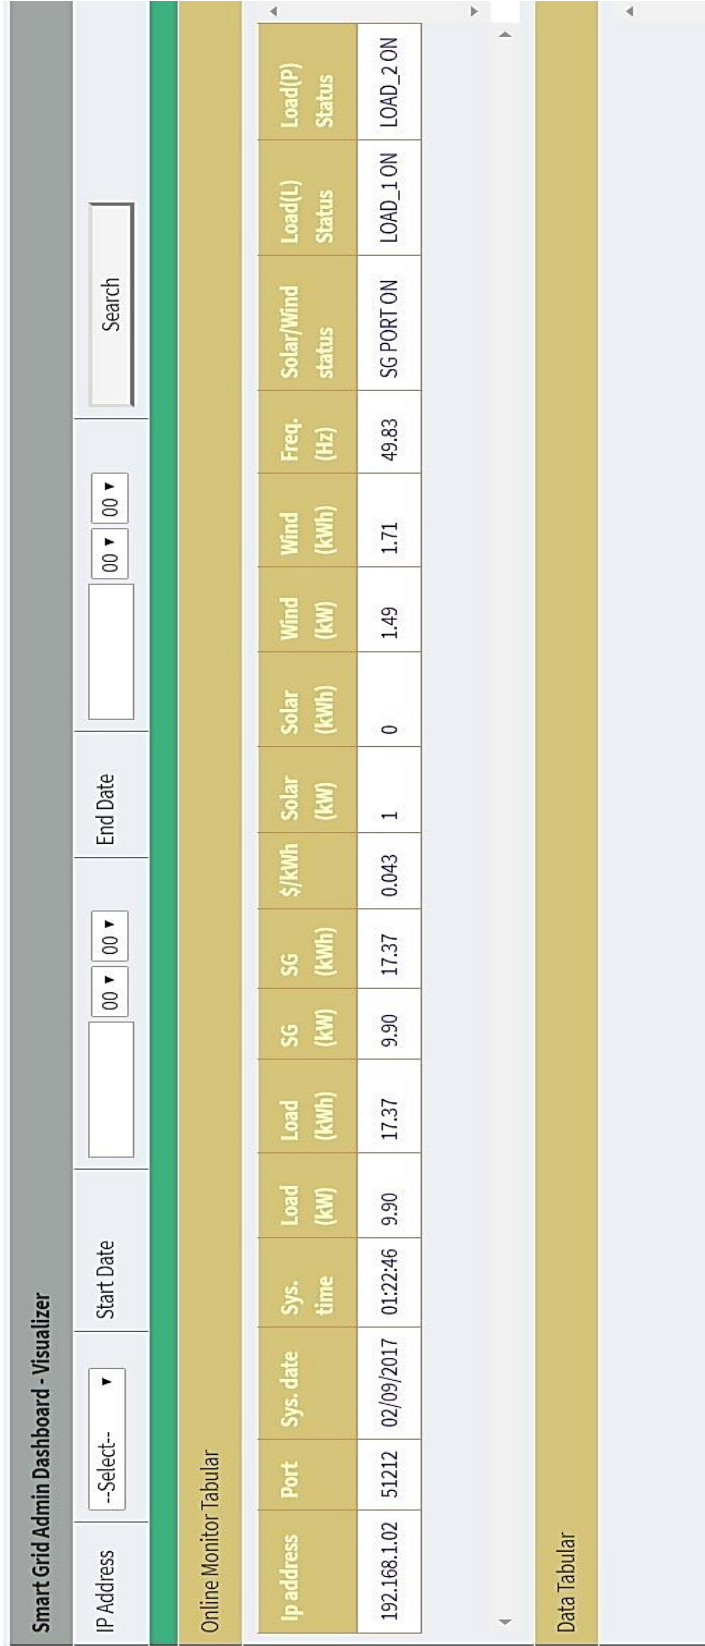 Smart Grid Admin Dashboard - Visualizer
IP Address --Select-- Start Date 00 00 End Date 00 00 Search
Online Monitor Tabular
Ip address Port Sys. date Sys. time Load (kW) Load (kWh) SG (kW) SG (kWh) $/kWh Solar (kW) Solar (kWh) Wind (kW) Wind (kWh) Freq. (Hz) Solar/Wind status Load(L) Status Load(P) Status
192.168.1.02 51212 02/09/2017 01:22:46 9.90 17.37 9.90 17.37 0.043 1 0 1.49 1.71 49.83 SG PORT ON LOAD_1 ON LOAD_2 ON
Data Tabular